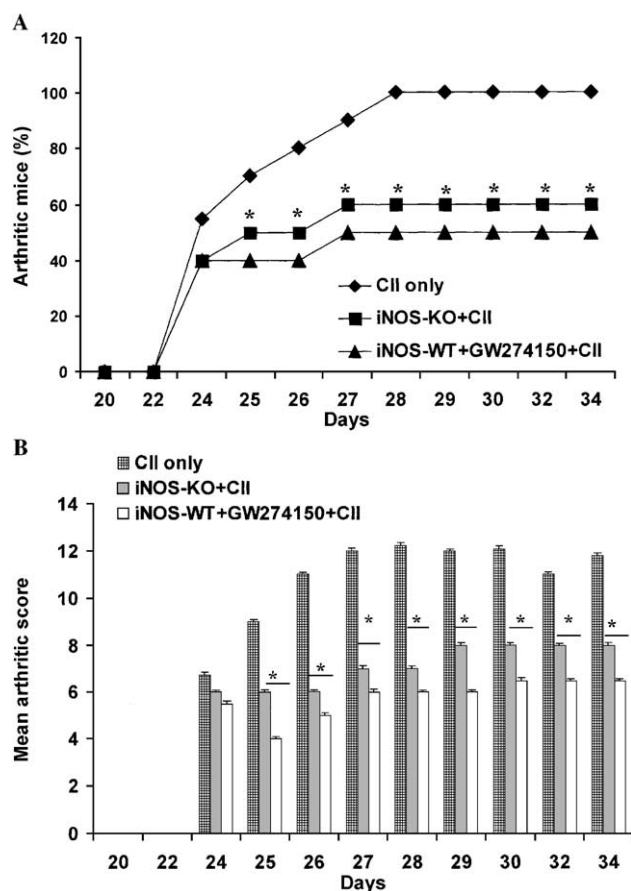 A
120
100
80
60
40
20
0
Arthritic mice (%)
* * * * * * * * *
CII only
iNOS-KO+CII
iNOS-WT+GW274150+CII
20 22 24 25 26 27 28 29 30 32 34
Days
B
CII only
iNOS-KO+CII
iNOS-WT+GW274150+CII
14
12
10
8
6
4
2
0
Mean arthritic score
* * * * * * * * *
20 22 24 25 26 27 28 29 30 32 34
Days